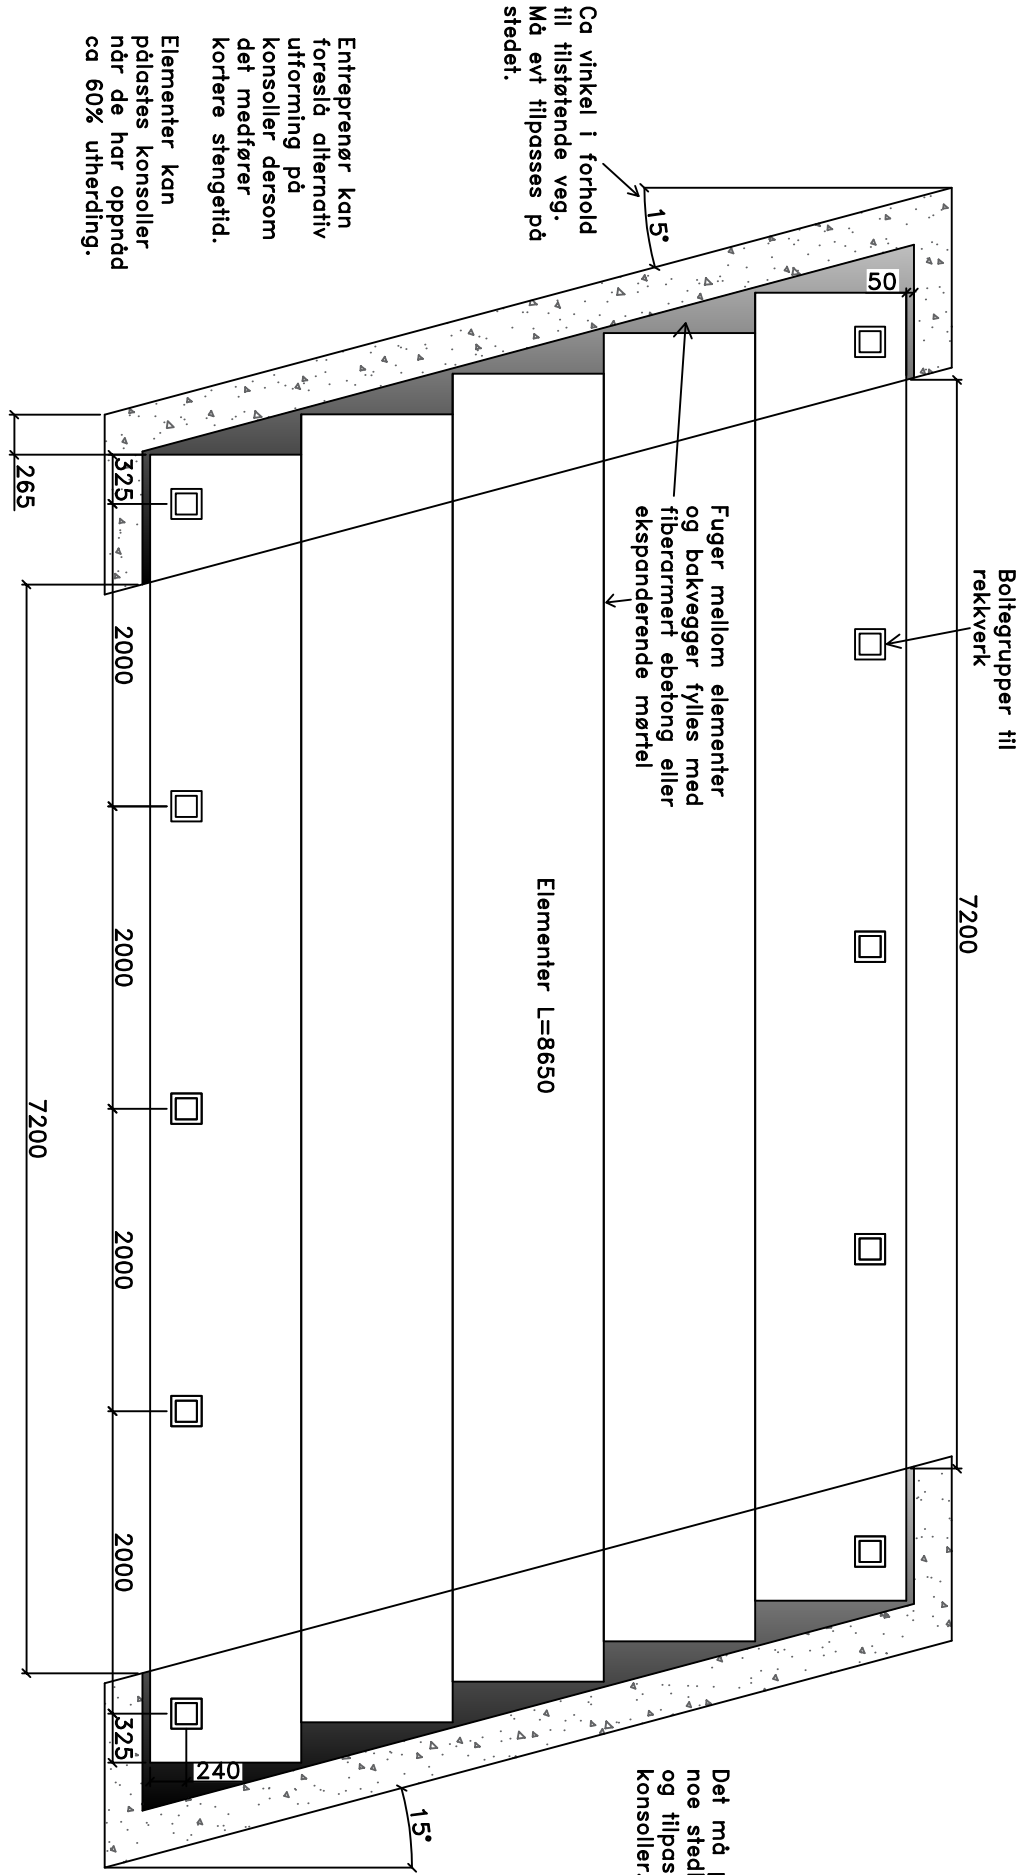 Boltegrupper til
rekkverk
7200
50
15°
Ca vinkel i forhold
til tilstøtende veg.
Må evt tilpasses på
stedet.
Fuger mellom elementer
og bakvegger fylles med
fiberarmert ebetong eller
ekspanderende mørtel
Elementer L=8650
Det må
noe
og
konsoller.
Entreprenør kan
foreslå alternativ
utforming på
konsoller dersom
det medfører
kortere stengetid.
Elementer kan
pålastes konsoller
når de har oppnåd
ca 60% utherding.
15°
240
325
2000
2000
2000
2000
325
265
7200